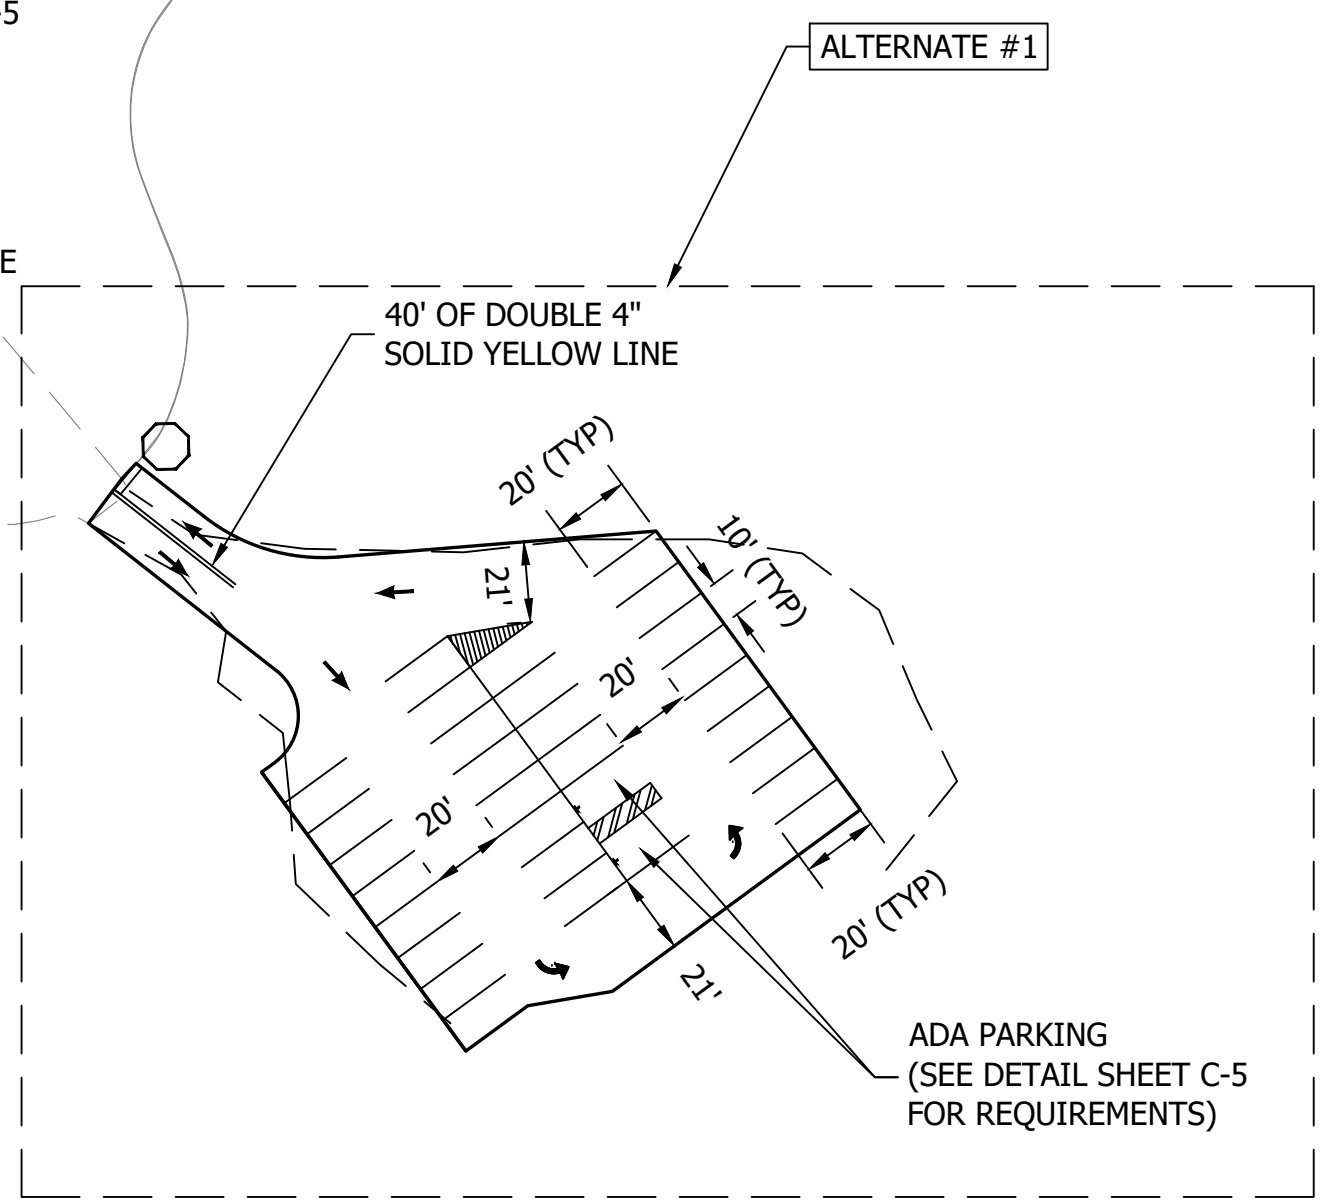 -5
ALTERNATE #1
E
40' OF DOUBLE 4"
SOLID YELLOW LINE
20' (TYP)
10' (TYP)
21'
20'
20'
20' (TYP)
21'
ADA PARKING
(SEE DETAIL SHEET C-5
FOR REQUIREMENTS)